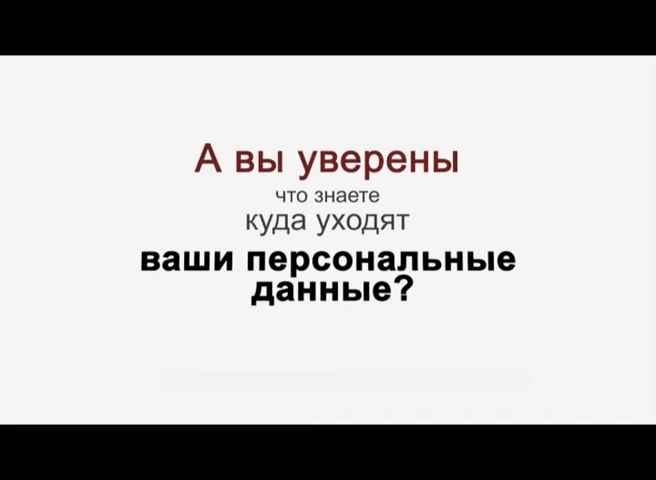 А вы уверены
что знаете
куда уходят
ваши персональные
данные?